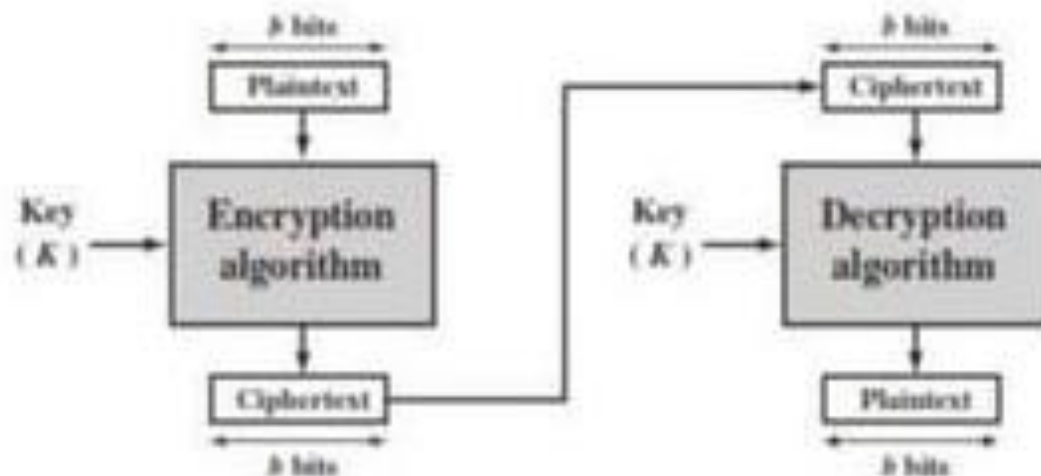 b bits
Plaintext
Key
( K )
Encryption
algorithm
Ciphertext
b bits
b bits
Ciphertext
Key
( K )
Decryption
algorithm
Plaintext
b bits